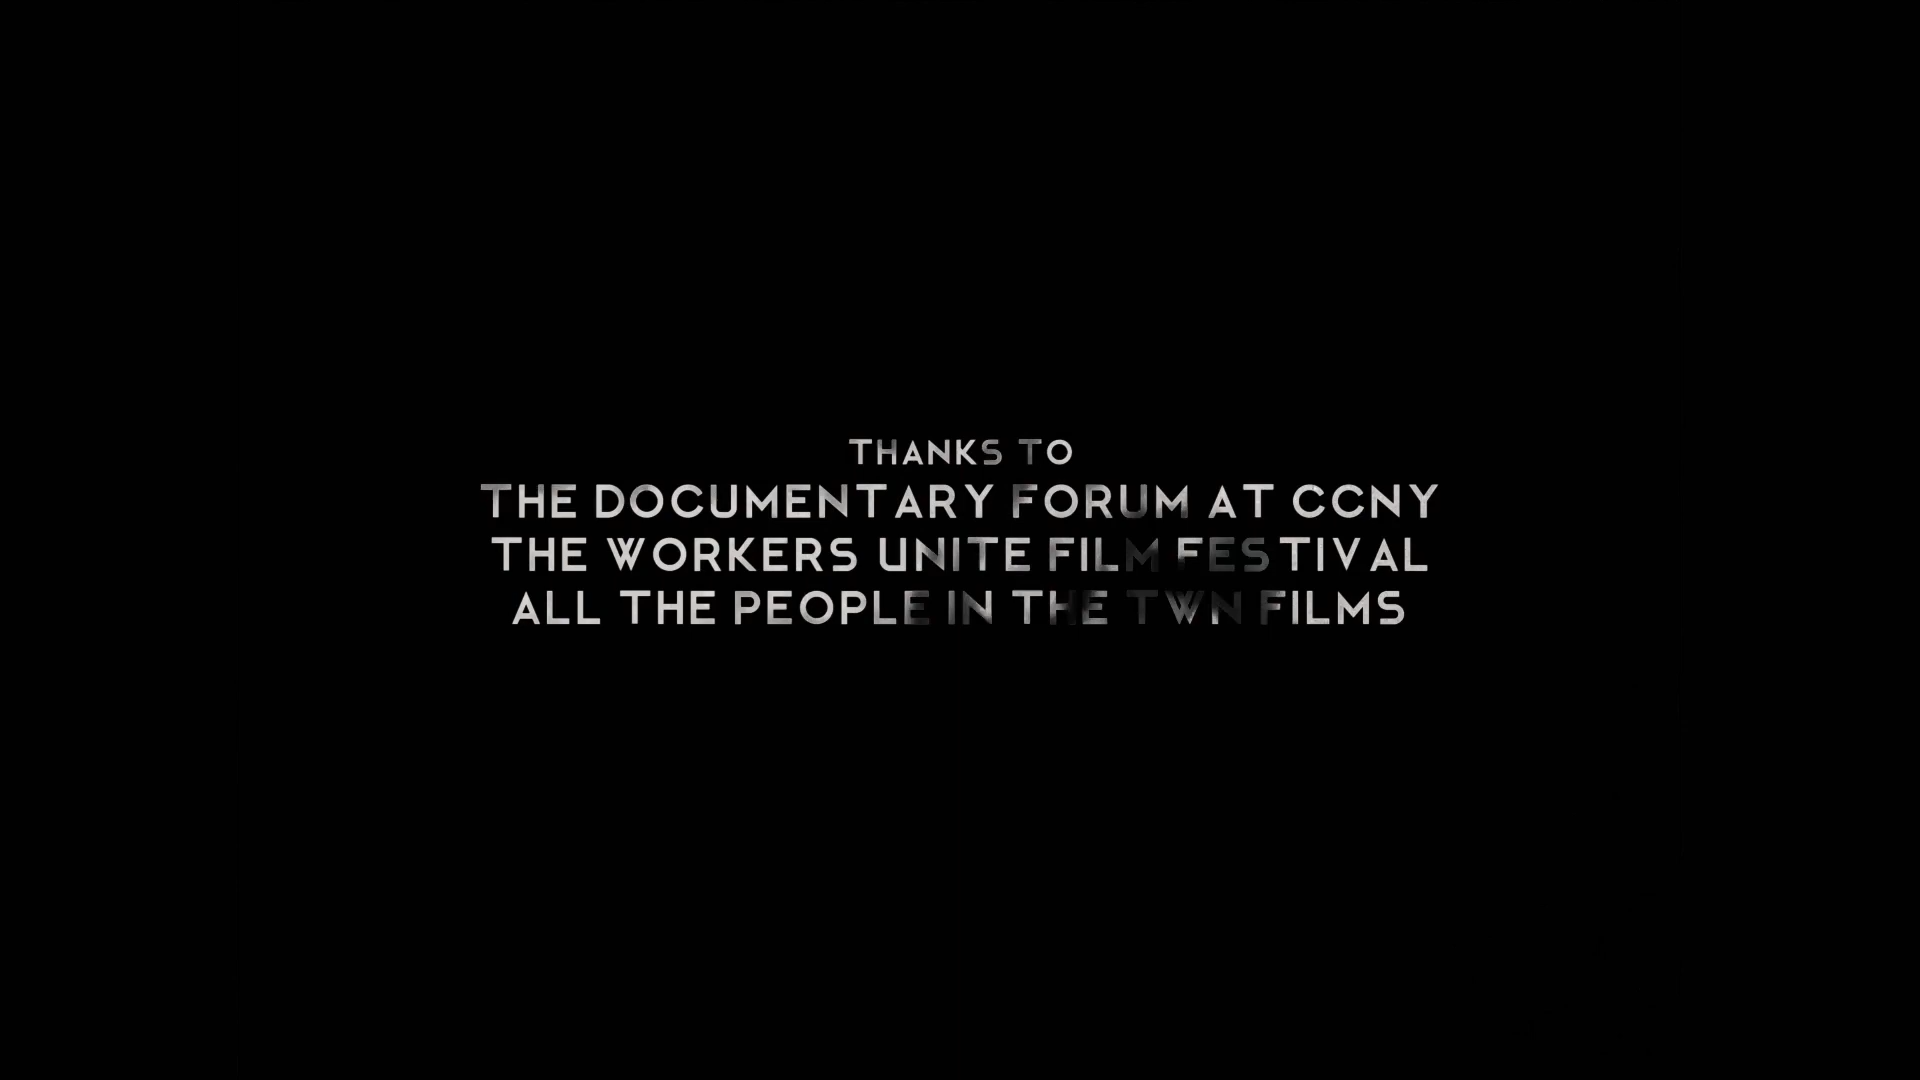 THANKS TO
THE DOCUMENTARY FORUM AT CCNY
THE WORKERS UNITE FILM FESTIVAL
ALL THE PEOPLE IN THE TWN FILMS